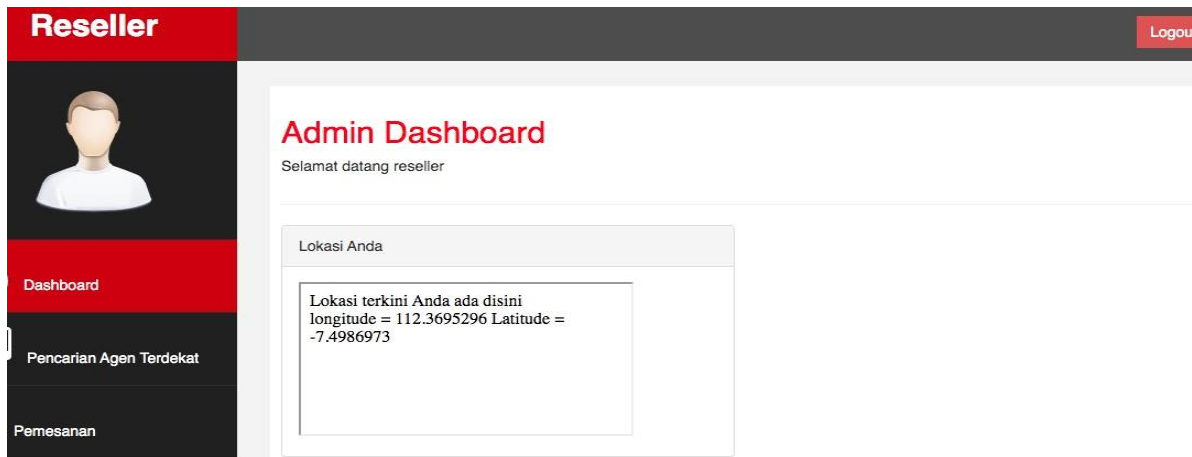 Reseller
Logou
Admin Dashboard
Selamat datang reseller
Lokasi Anda
Lokasi terkini Anda ada disini
longitude = 112.3695296 Latitude =
-7.4986973
Dashboard
Pencarian Agen Terdekat
Pemesanan